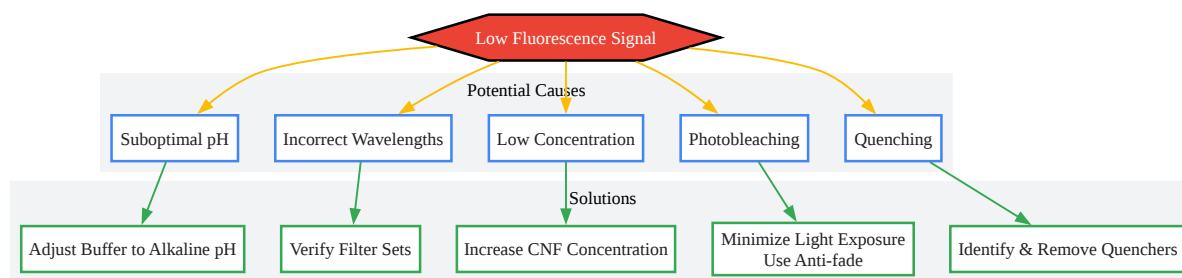 Low Fluorescence Signal
Potential Causes
Suboptimal pH
Incorrect Wavelengths
Low Concentration
Photobleaching
Quenching
Solutions
Adjust Buffer to Alkaline pH
Verify Filter Sets
Increase CNF Concentration
Minimize Light Exposure
Use Anti-fade
Identify & Remove Quenchers